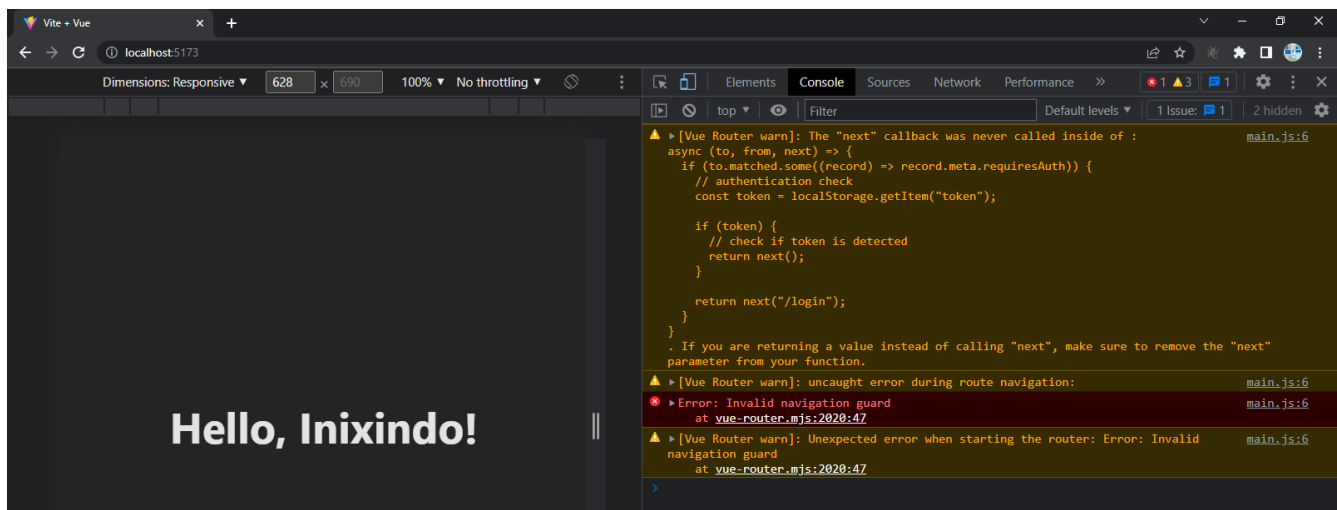 Vite + Vue
localhost:5173
Dimensions: Responsive ▼ 628 × 690 100% ▼ No throttling ▼
Elements Console Sources Network Performance » 1 3 1
top ▼ Filter Default levels ▼ 1 Issue: 1 2 hidden
[Vue Router warn]: The "next" callback was never called inside of : main.js:6
async (to, from, next) => {
if (to.matched.some((record) => record.meta.requiresAuth)) {
// authentication check
const token = localStorage.getItem("token");
if (token) {
// check if token is detected
return next();
}
return next("/login");
}
}
. If you are returning a value instead of calling "next", make sure to remove the "next"
parameter from your function.
[Vue Router warn]: uncaught error during route navigation: main.js:6
Error: Invalid navigation guard main.js:6
at vue-router.mjs:2020:47
[Vue Router warn]: Unexpected error when starting the router: Error: Invalid main.js:6
navigation guard
at vue-router.mjs:2020:47
Hello, Inixindo!